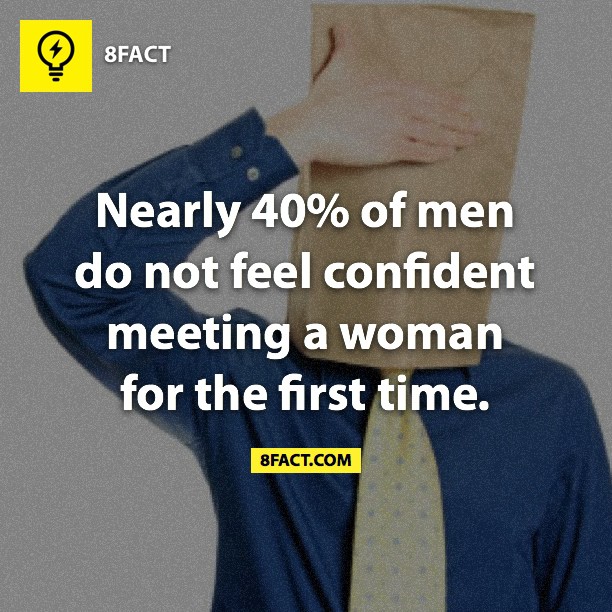 8FACT
Nearly 40% of men
do not feel confident
meeting a woman
for the first time.
8FACT.COM